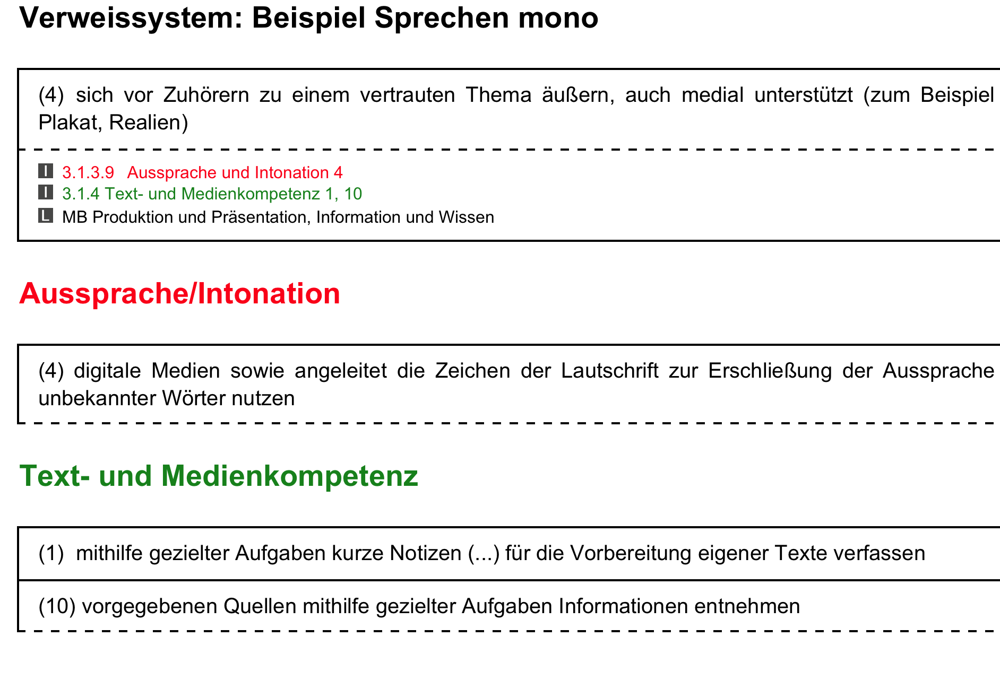 Verweissystem: Beispiel Sprechen mono
(4) sich vor Zuhörern zu einem vertrauten Thema äußern, auch medial unterstützt (zum Beispiel
Plakat, Realien)
I 3.1.3.9 Aussprache und Intonation 4
I 3.1.4 Text- und Medienkompetenz 1, 10
L MB Produktion und Präsentation, Information und Wissen
Aussprache/Intonation
(4) digitale Medien sowie angeleitet die Zeichen der Lautschrift zur Erschließung der Aussprache
unbekannter Wörter nutzen
Text- und Medienkompetenz
(1) mithilfe gezielter Aufgaben kurze Notizen (...) für die Vorbereitung eigener Texte verfassen
(10) vorgegebenen Quellen mithilfe gezielter Aufgaben Informationen entnehmen